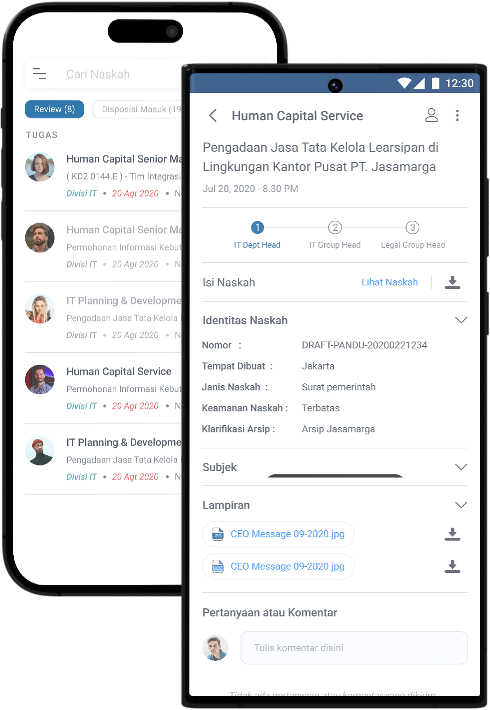 Cari Naskah
Review (8)
Disposisi Masuk (19
TUGAS
Human Capital Senior Ma
( KD2.0144.E ) - Tim Integrasi
Divisi IT • 20 Agt 2020 • N
Human Capital Senior M
Permohonan Informasi Kebut
Divisi IT • 20 Agt 2020 • N
IT Planning & Developme
Pengadaan Jasa Tata Kelola
Divisi IT • 20 Agt 2020 • N
Human Capital Service
Permohonan Informasi Kebut
Divisi IT • 20 Agt 2020 • N
IT Planning & Developme
Pengadaan Jasa Tata Kelola
Divisi IT • 20 Agt 2020 • N
12:30
Human Capital Service
Pengadaan Jasa Tata Kelola Learsipan di
Lingkungan Kantor Pusat PT. Jasamarga
Jul 20, 2020 - 8.30 PM
1 2 3
IT Dept Head IT Group Head Legal Group Head
Isi Naskah Lihat Naskah
Identitas Naskah
Nomor : DRAFT-PANDU-20200221234
Tempat Dibuat : Jakarta
Janis Naskah : Surat pemerintah
Keamanan Naskah : Terbatas
Klarifikasi Arsip : Arsip Jasamarga
Subjek
Lampiran
CEO Message 09-2020.jpg
CEO Message 09-2020.jpg
Pertanyaan atau Komentar
Tulis komentar disini
Tidak ada pertanyaan atau komentar yang dikirim